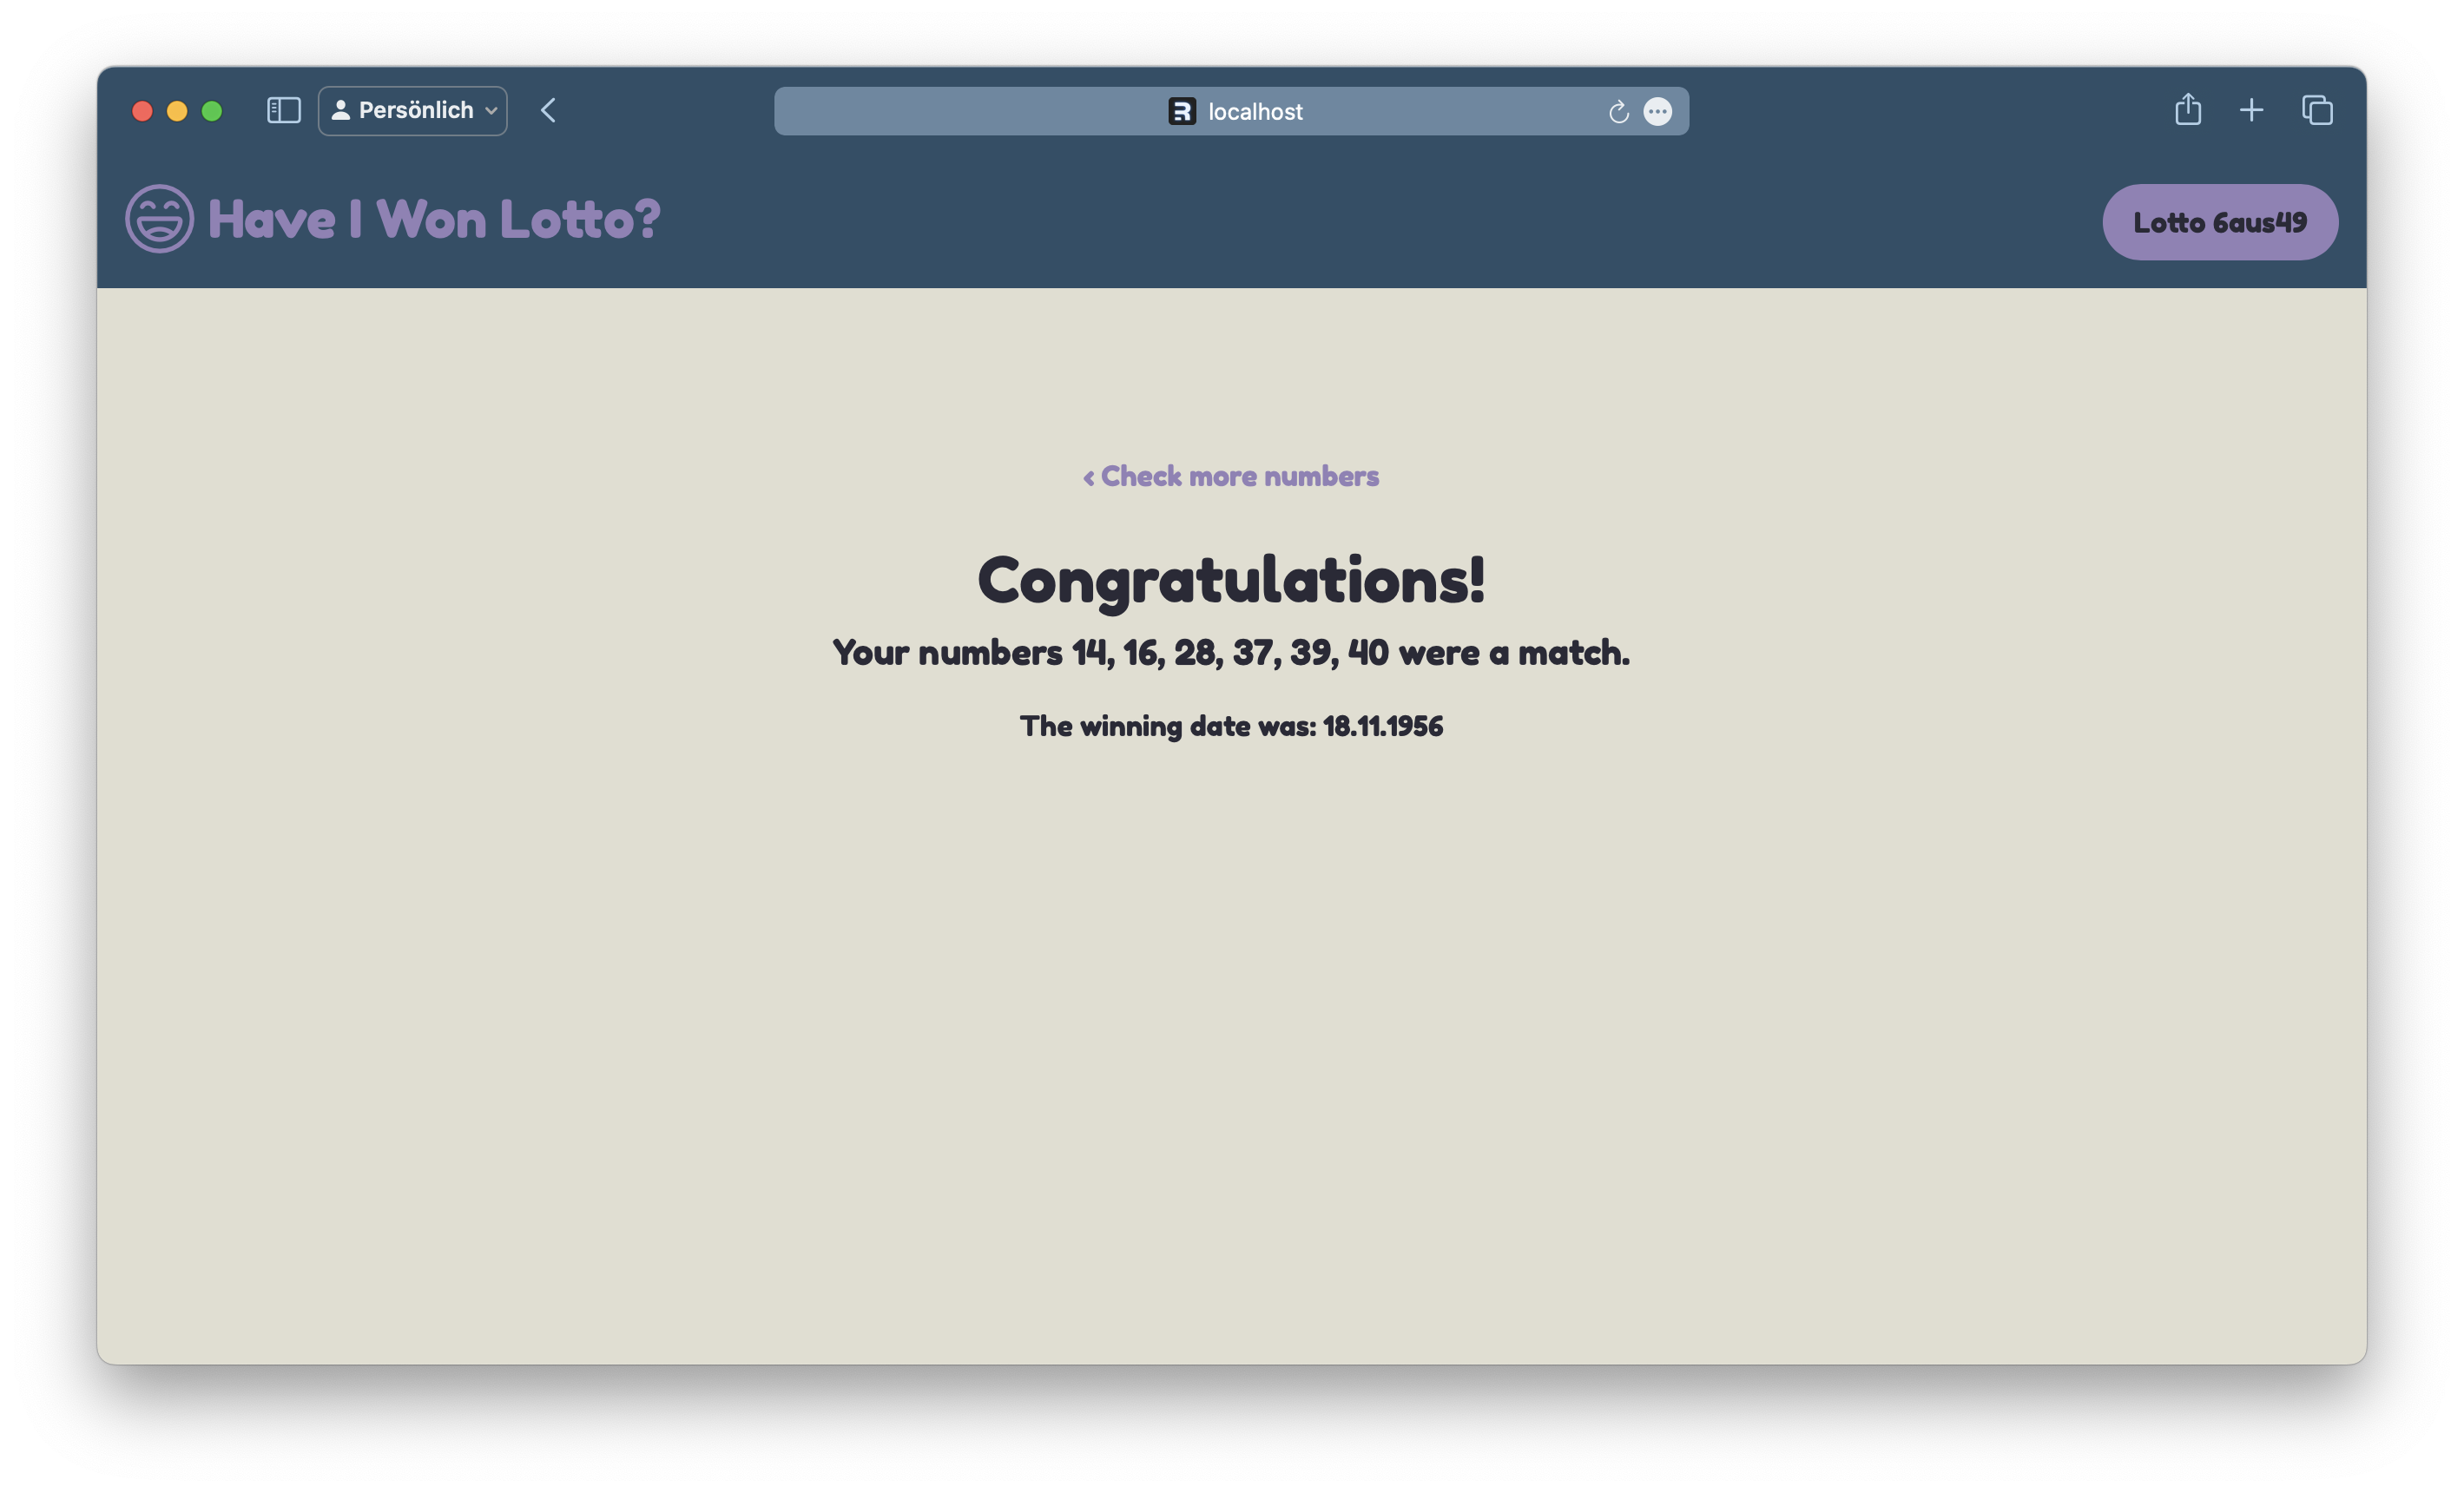 Persönlich
localhost
Have I Won Lotto?
Lotto 6aus49
‹ Check more numbers
Congratulations!
Your numbers 14, 16, 28, 37, 39, 40 were a match.
The winning date was: 18.11.1956